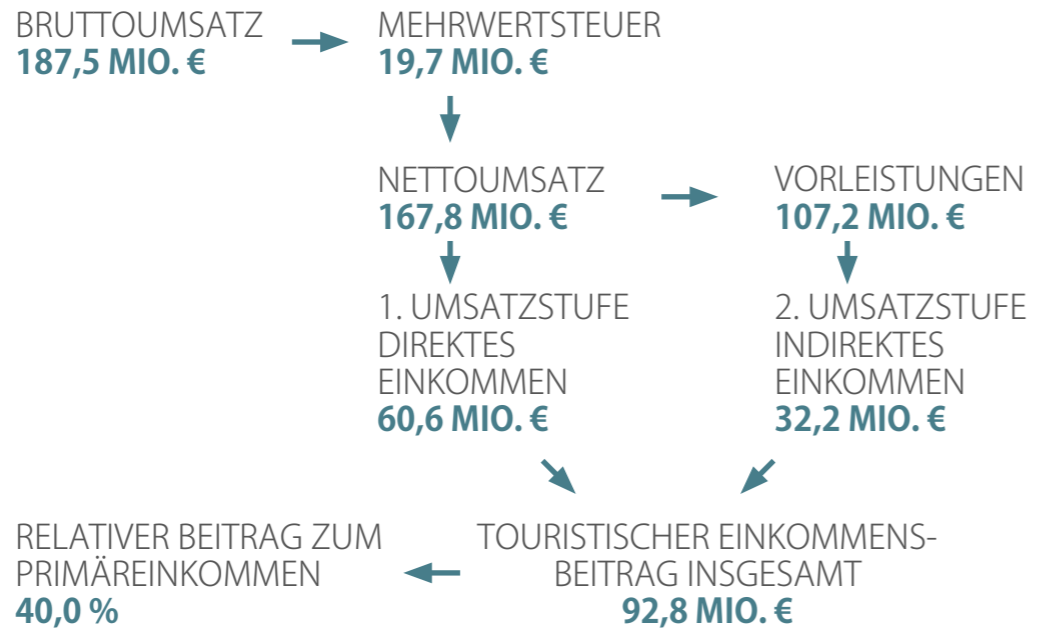 BRUTTOUMSATZ
187,5 MIO. €
MEHRWERTSTEUER
19,7 MIO. €
NETTOUMSATZ
167,8 MIO. €
VORLEISTUNGEN
107,2 MIO. €
1. UMSATZSTUFE
DIREKTES
EINKOMMEN
60,6 MIO. €
2. UMSATZSTUFE
INDIREKTES
EINKOMMEN
32,2 MIO. €
RELATIVER BEITRAG ZUM
PRIMÄREINKOMMEN
40,0 %
TOURISTISCHER EINKOMMENS-
BEITRAG INSGESAMT
92,8 MIO. €